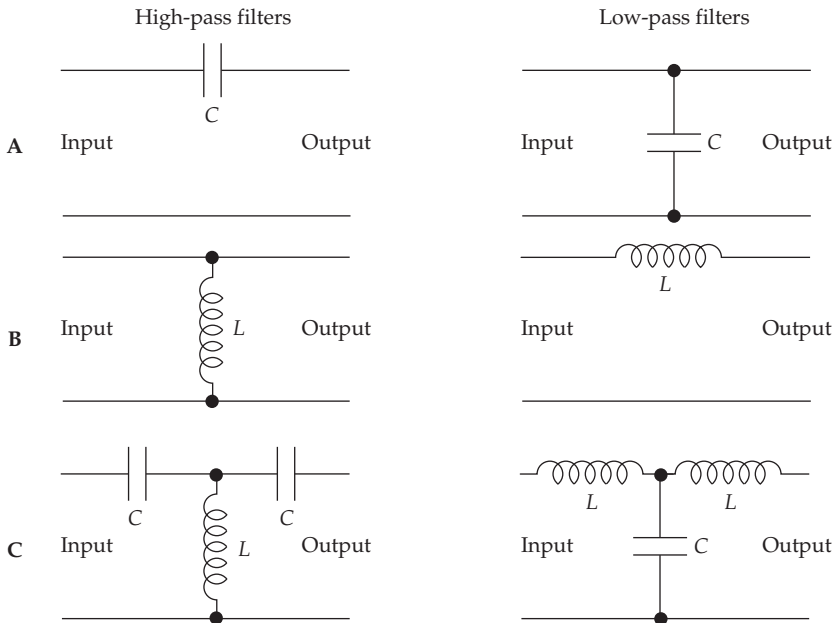 High-pass filters Low-pass filters
C
A Input Output Input C Output
L
B Input L Output Input Output
C C L L
C Input L Output Input C Output